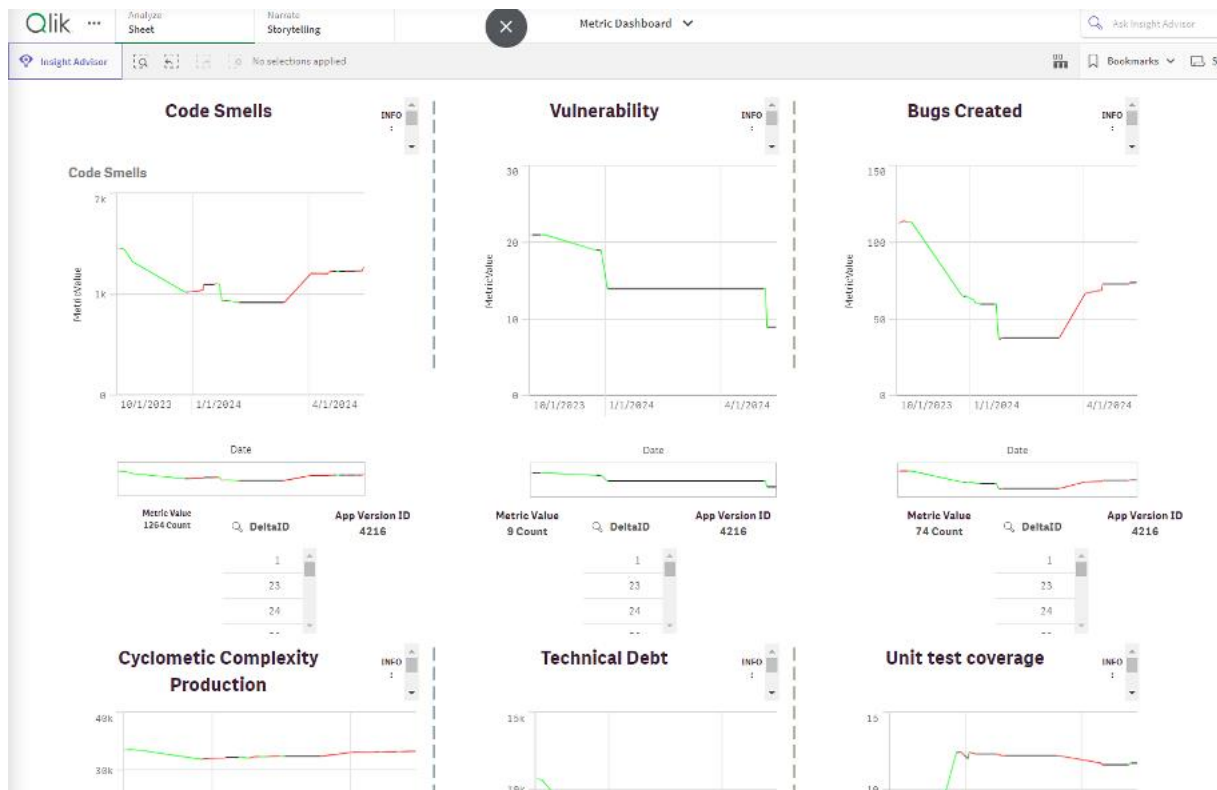 Qlik
Analyze
Sheet
Narrate
Storytelling
Metric Dashboard
Ask Insight Advisor
Insight Advisor
No selections applied
Bookmarks
S
Code Smells
INFO
:
Vulnerability
INFO
:
Bugs Created
INFO
:
Code Smells
2k
1k
0
MetricValue
10/1/2023 1/1/2024 4/1/2024
Date
30
20
10
0
MetricValue
10/1/2023 1/1/2024 4/1/2024
Date
150
100
50
0
MetricValue
10/1/2023 1/1/2024 4/1/2024
Date
Metric Value
1264 Count
DeltaID
App Version ID
4216
1
23
24
Metric Value
9 Count
DeltaID
App Version ID
4216
1
23
24
Metric Value
74 Count
DeltaID
App Version ID
4216
1
23
24
Cyclometic Complexity
Production
INFO
:
40k
30k
Technical Debt
INFO
:
15k
10k
Unit test coverage
INFO
:
15
10